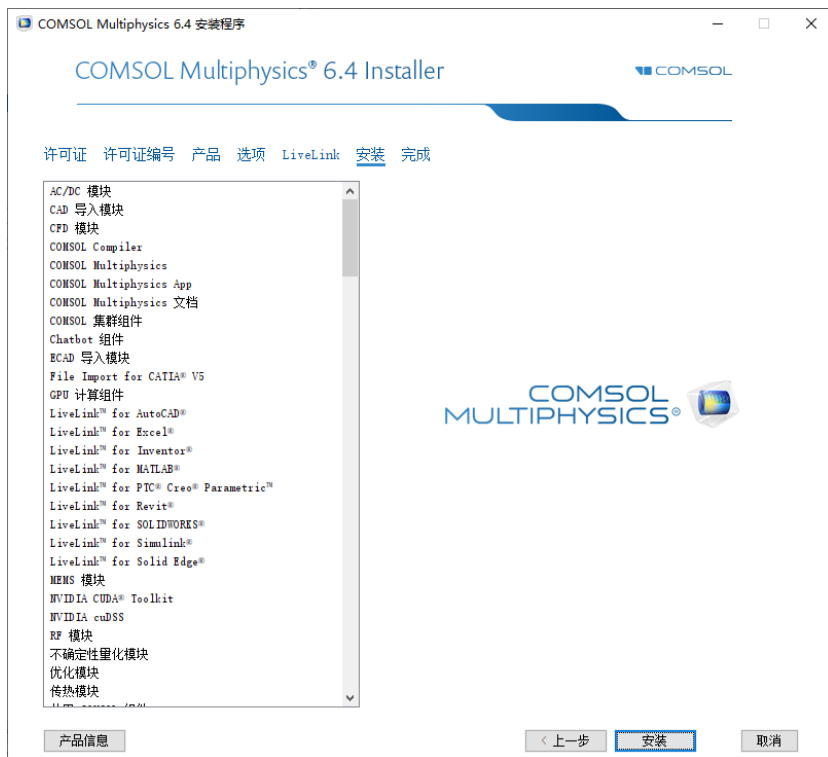 COMSOL Multiphysics 6.4 安装程序
COMSOL Multiphysics® 6.4 Installer
COMSOL
许可证 许可证编号 产品 选项 LiveLink 安装 完成
AC/DC 模块
CAD 导入模块
CFD 模块
COMSOL Compiler
COMSOL Multiphysics
COMSOL Multiphysics App
COMSOL Multiphysics 文档
COMSOL 集群组件
Chatbot 组件
ECAD 导入模块
File Import for CATIA® V5
GPU 计算组件
LiveLink™ for AutoCAD®
LiveLink™ for Excel®
LiveLink™ for Inventor®
LiveLink™ for MATLAB®
LiveLink™ for PTC® Creo® Parametric™
LiveLink™ for Revit®
LiveLink™ for SOLIDWORKS®
LiveLink™ for Simulink®
LiveLink™ for Solid Edge®
MEMS 模块
NVIDIA CUDA® Toolkit
NVIDIA cuDSS
RF 模块
不确定性量化模块
优化模块
传热模块
COMSOL
MULTIPHYSICS®
产品信息
< 上一步
安装
取消